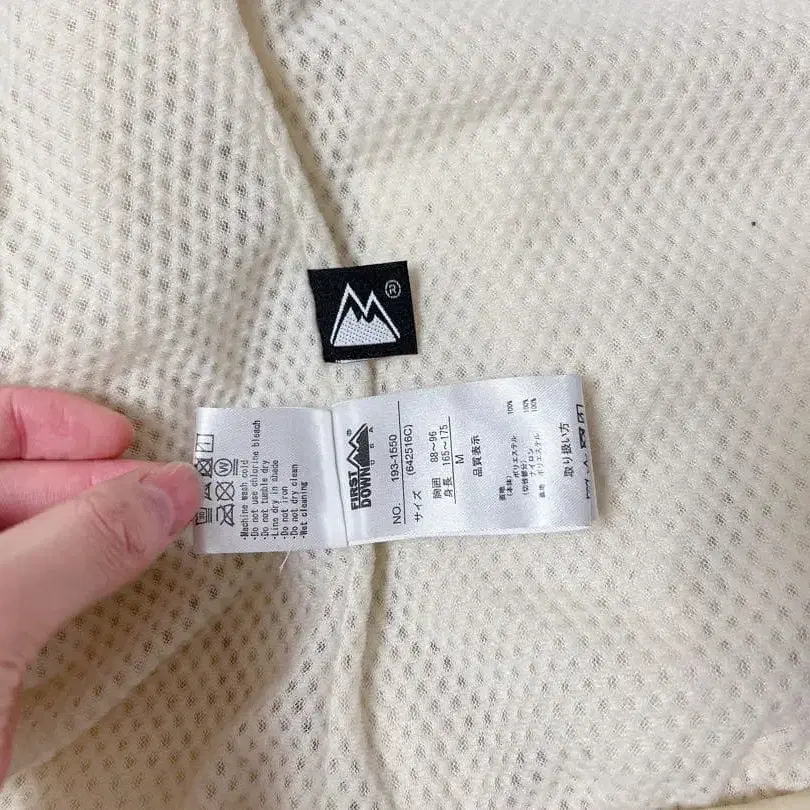 ®
FIRST
DOWN
USA
NO. 193-1550
(642516C)
サイズ
胸囲 88~96
身長 165~175
M
品質表示
(本体) ポリエステル 100%
ナイロン 100%
ポリエステル 100%
取り扱い方
·Machine wash cold
·Do not use chlorine bleach
·Do not tumble dry
·Line dry in shade
·Do not iron
·Do not dry clean
·Wet cleaning